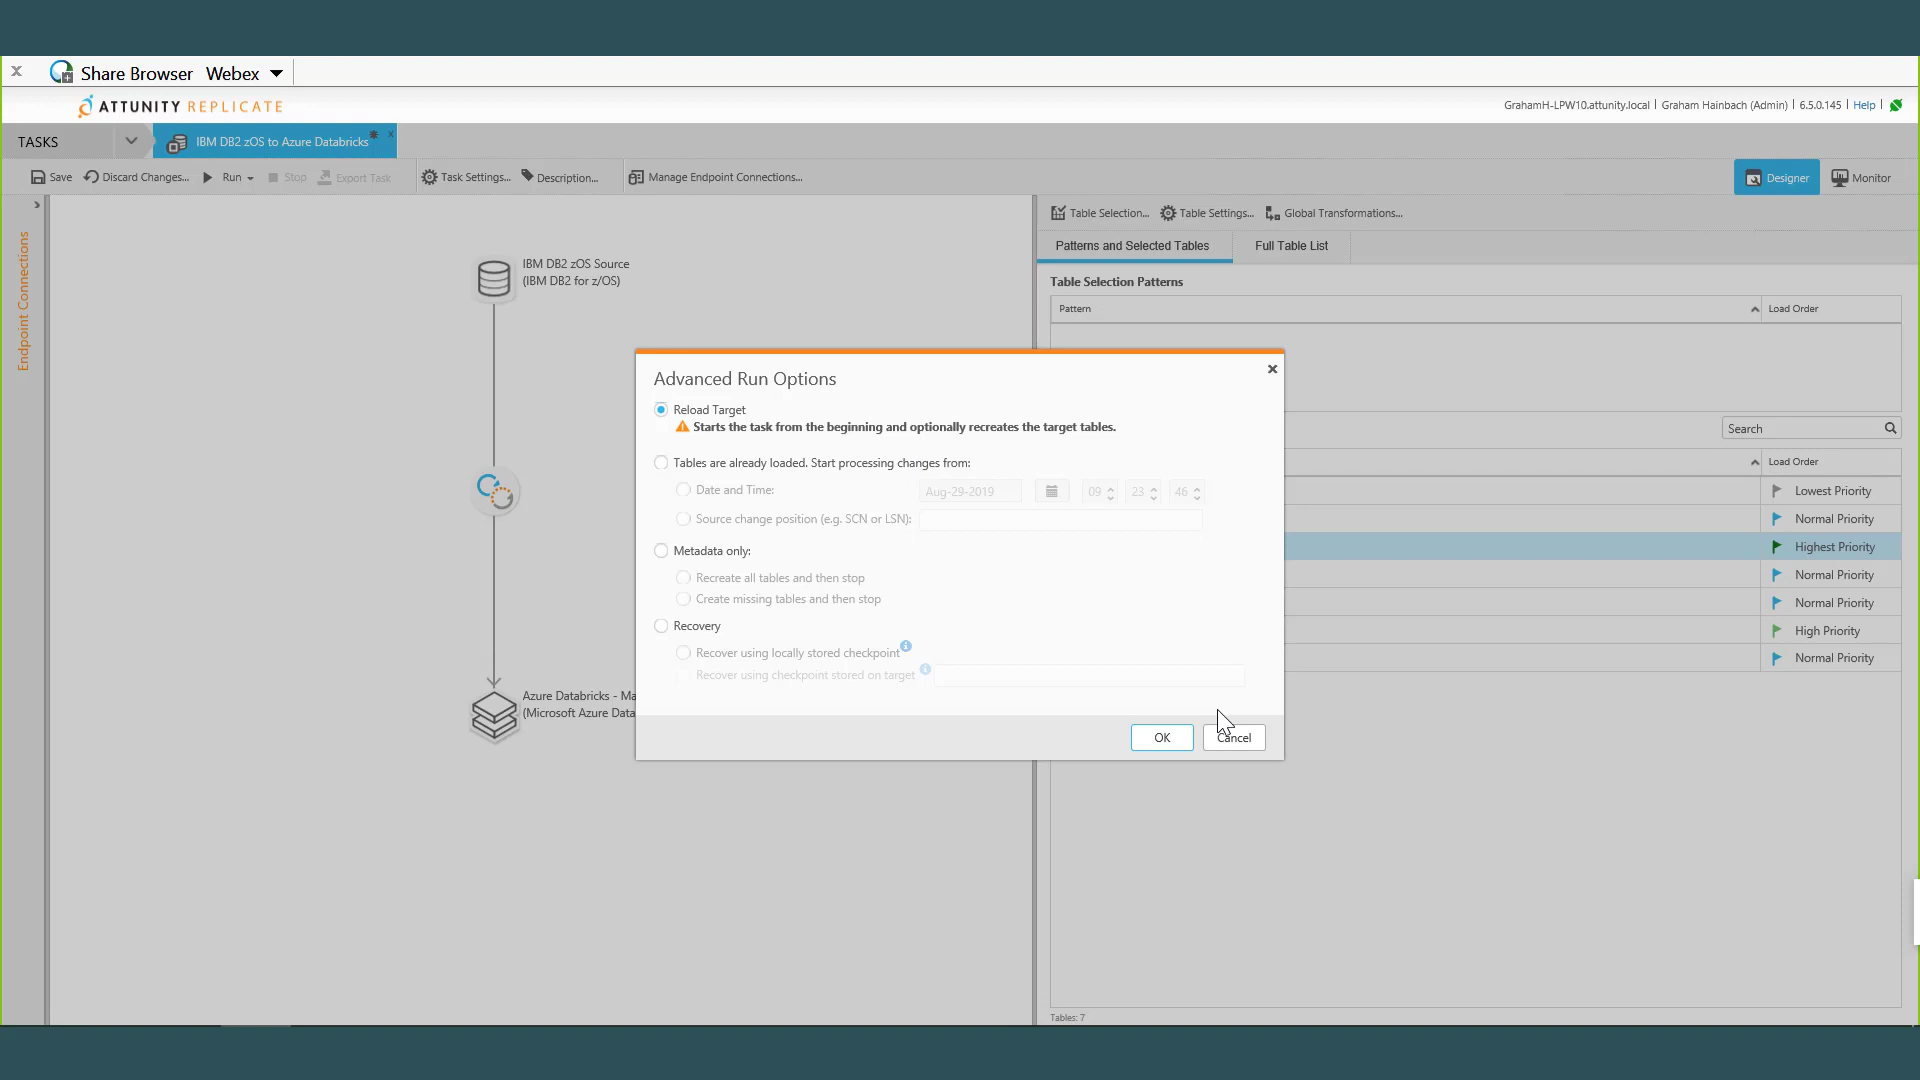 Share Browser Webex
ATTUNITY REPLICATE
GrahamH-LPW10.attunity.local | Graham Hainbach (Admin) | 6.5.0.145 | Help |
TASKS
IBM DB2 zOS to Azure Databricks * x
Save Discard Changes... Run Stop Export Task Task Settings... Description... Manage Endpoint Connections...
Designer Monitor
Endpoint Connections
IBM DB2 zOS Source
(IBM DB2 for z/OS)
Azure Databricks - Ma
(Microsoft Azure Data
Table Selection... Table Settings... Global Transformations...
Patterns and Selected Tables Full Table List
Table Selection Patterns
Pattern Load Order
Search
Load Order
Lowest Priority
Normal Priority
Highest Priority
Normal Priority
Normal Priority
High Priority
Normal Priority
Tables: 7
Advanced Run Options
Reload Target
Starts the task from the beginning and optionally recreates the target tables.
Tables are already loaded. Start processing changes from:
Date and Time: Aug-29-2019 09 23 46
Source change position (e.g. SCN or LSN):
Metadata only:
Recreate all tables and then stop
Create missing tables and then stop
Recovery
Recover using locally stored checkpoint
Recover using checkpoint stored on target
OK Cancel